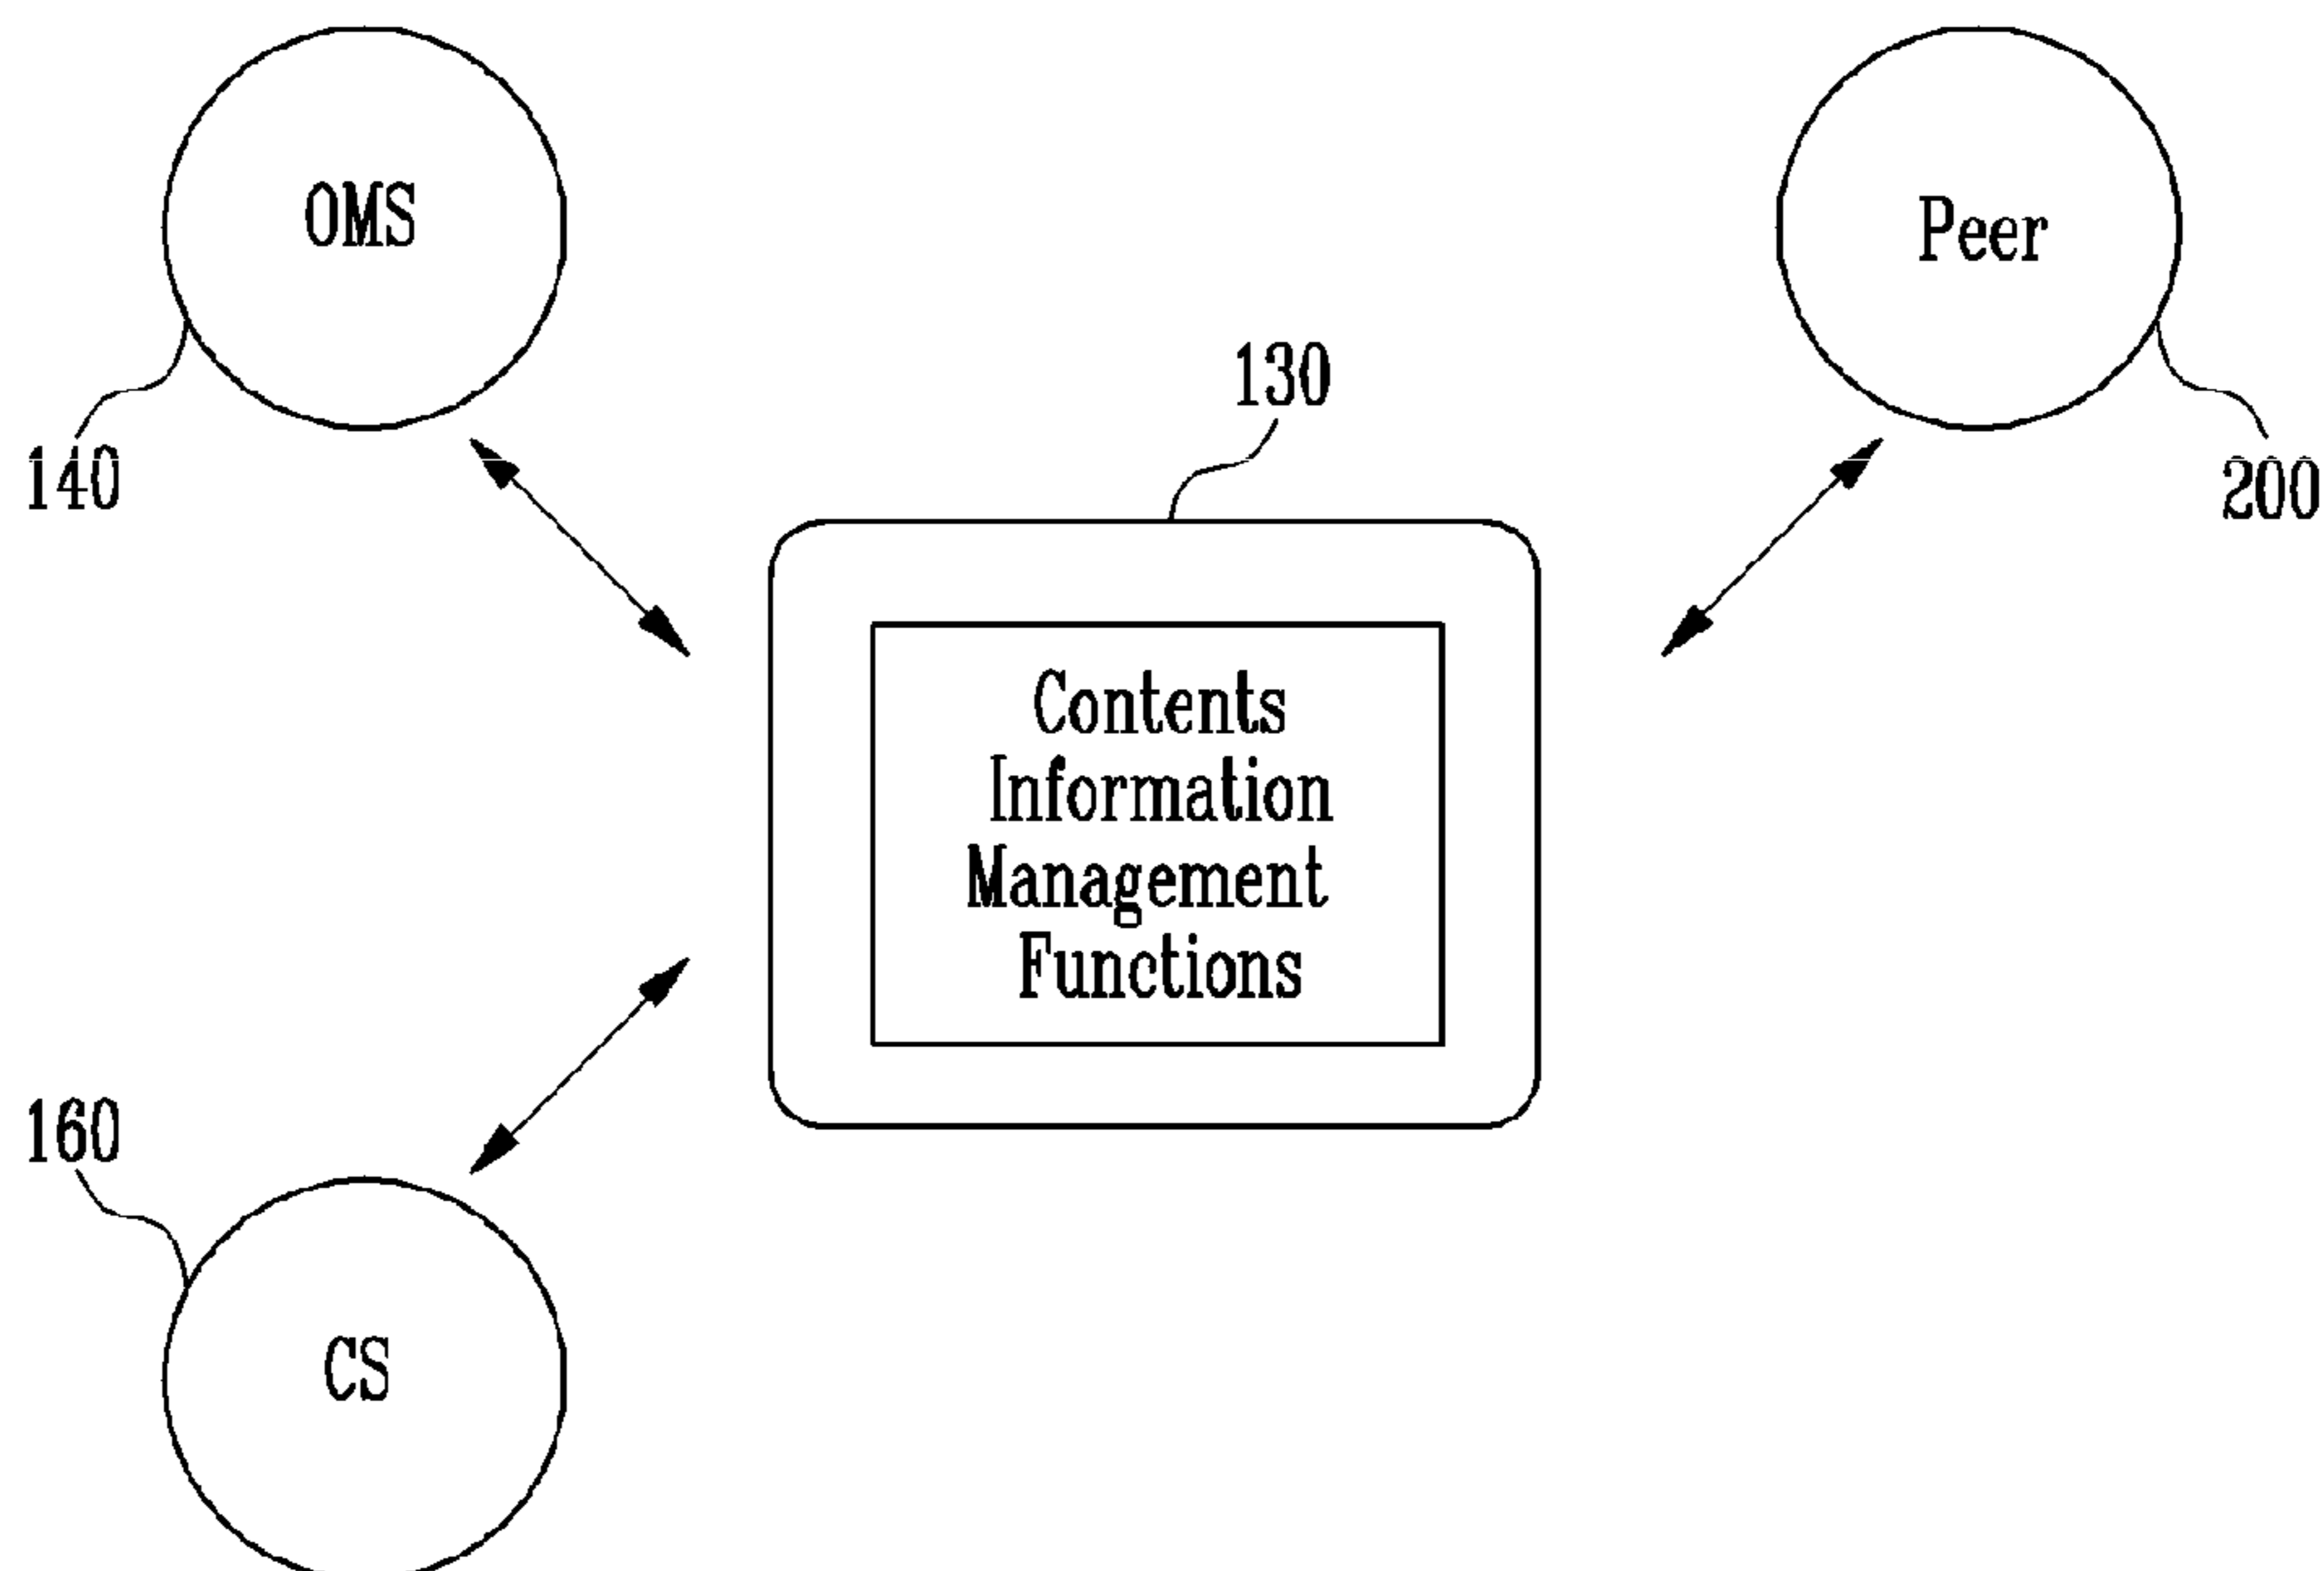 OMS
Peer
130
140
200
Contents
Information
Management
Functions
160
CS